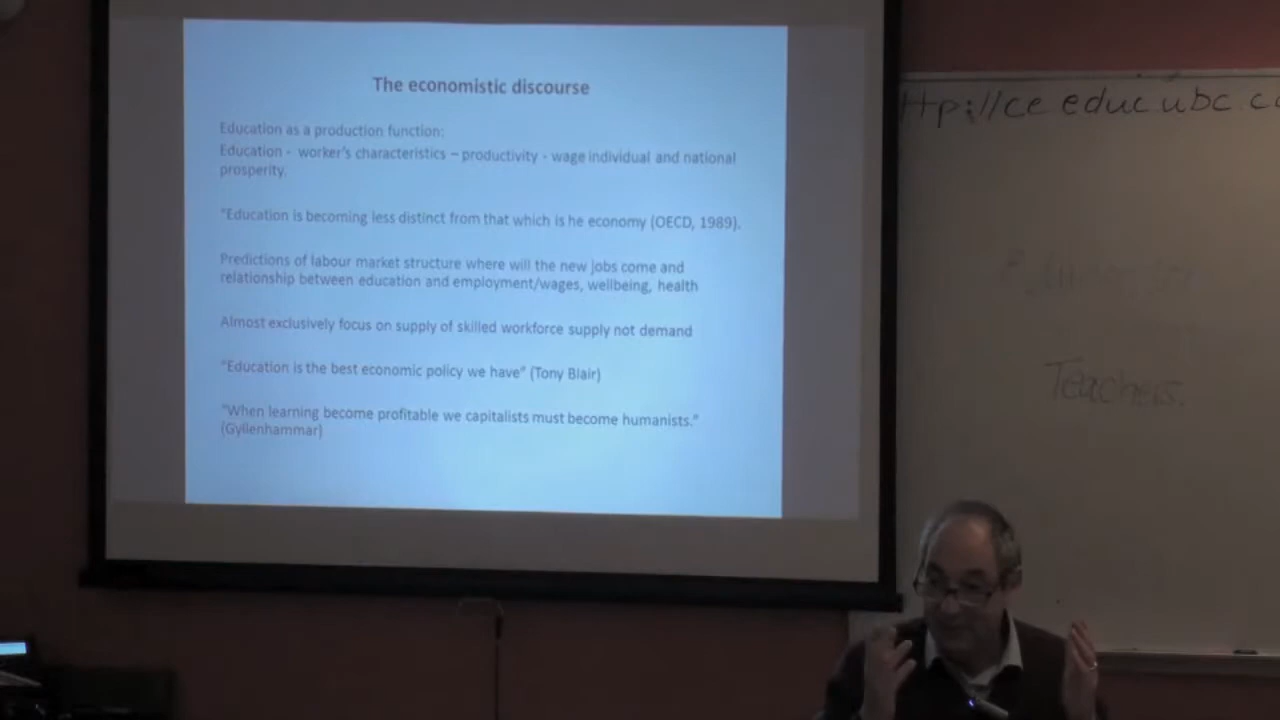 The economistic discourse
Education as a production function:
Education - worker's characteristics – productivity - wage individual and national
prosperity.
"Education is becoming less distinct from that which is he economy (OECD, 1989).
Predictions of labour market structure where will the new jobs come and
relationship between education and employment/wages, wellbeing, health
Almost exclusively focus on supply of skilled workforce supply not demand
"Education is the best economic policy we have" (Tony Blair)
"When learning become profitable we capitalists must become humanists."
(Gyllenhammar)
ttp://ce educ.ubc.ca
Teachers.